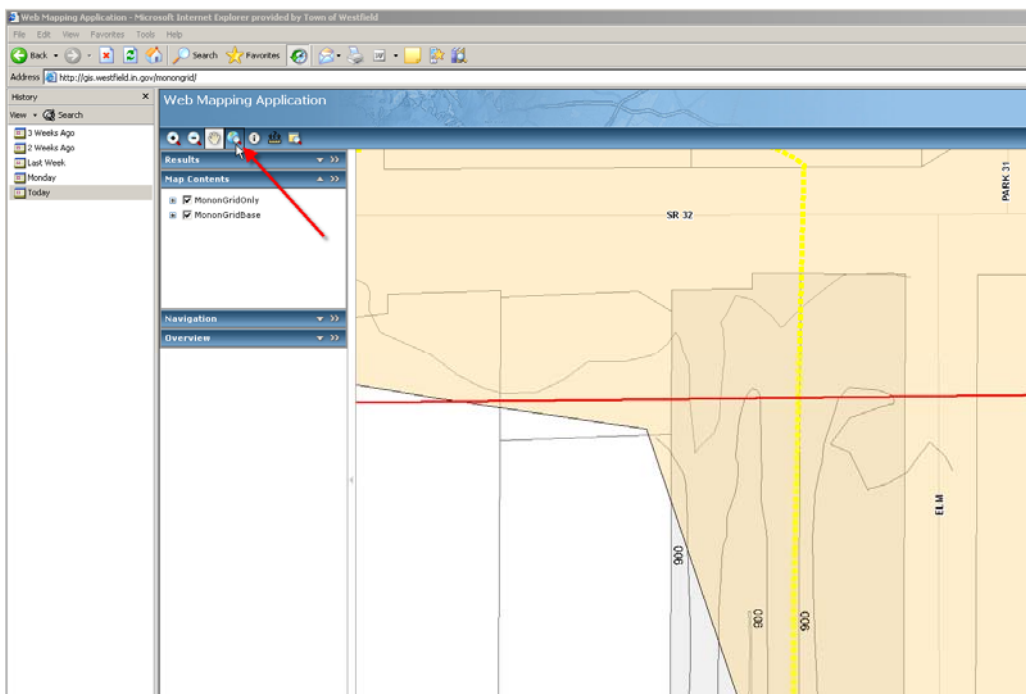 Web Mapping Application - Microsoft Internet Explorer provided by Town of Westfield
File Edit View Favorites Tools Help
Back Search Favorites
Address http://gis.westfield.in.gov/monongrid/
History
View Search
3 Weeks Ago
2 Weeks Ago
Last Week
Monday
Today
Web Mapping Application
Results
Map Contents
MononGridOnly
MononGridBase
Navigation
Overview
SR 32
PARK 31
ELM
900
900
900